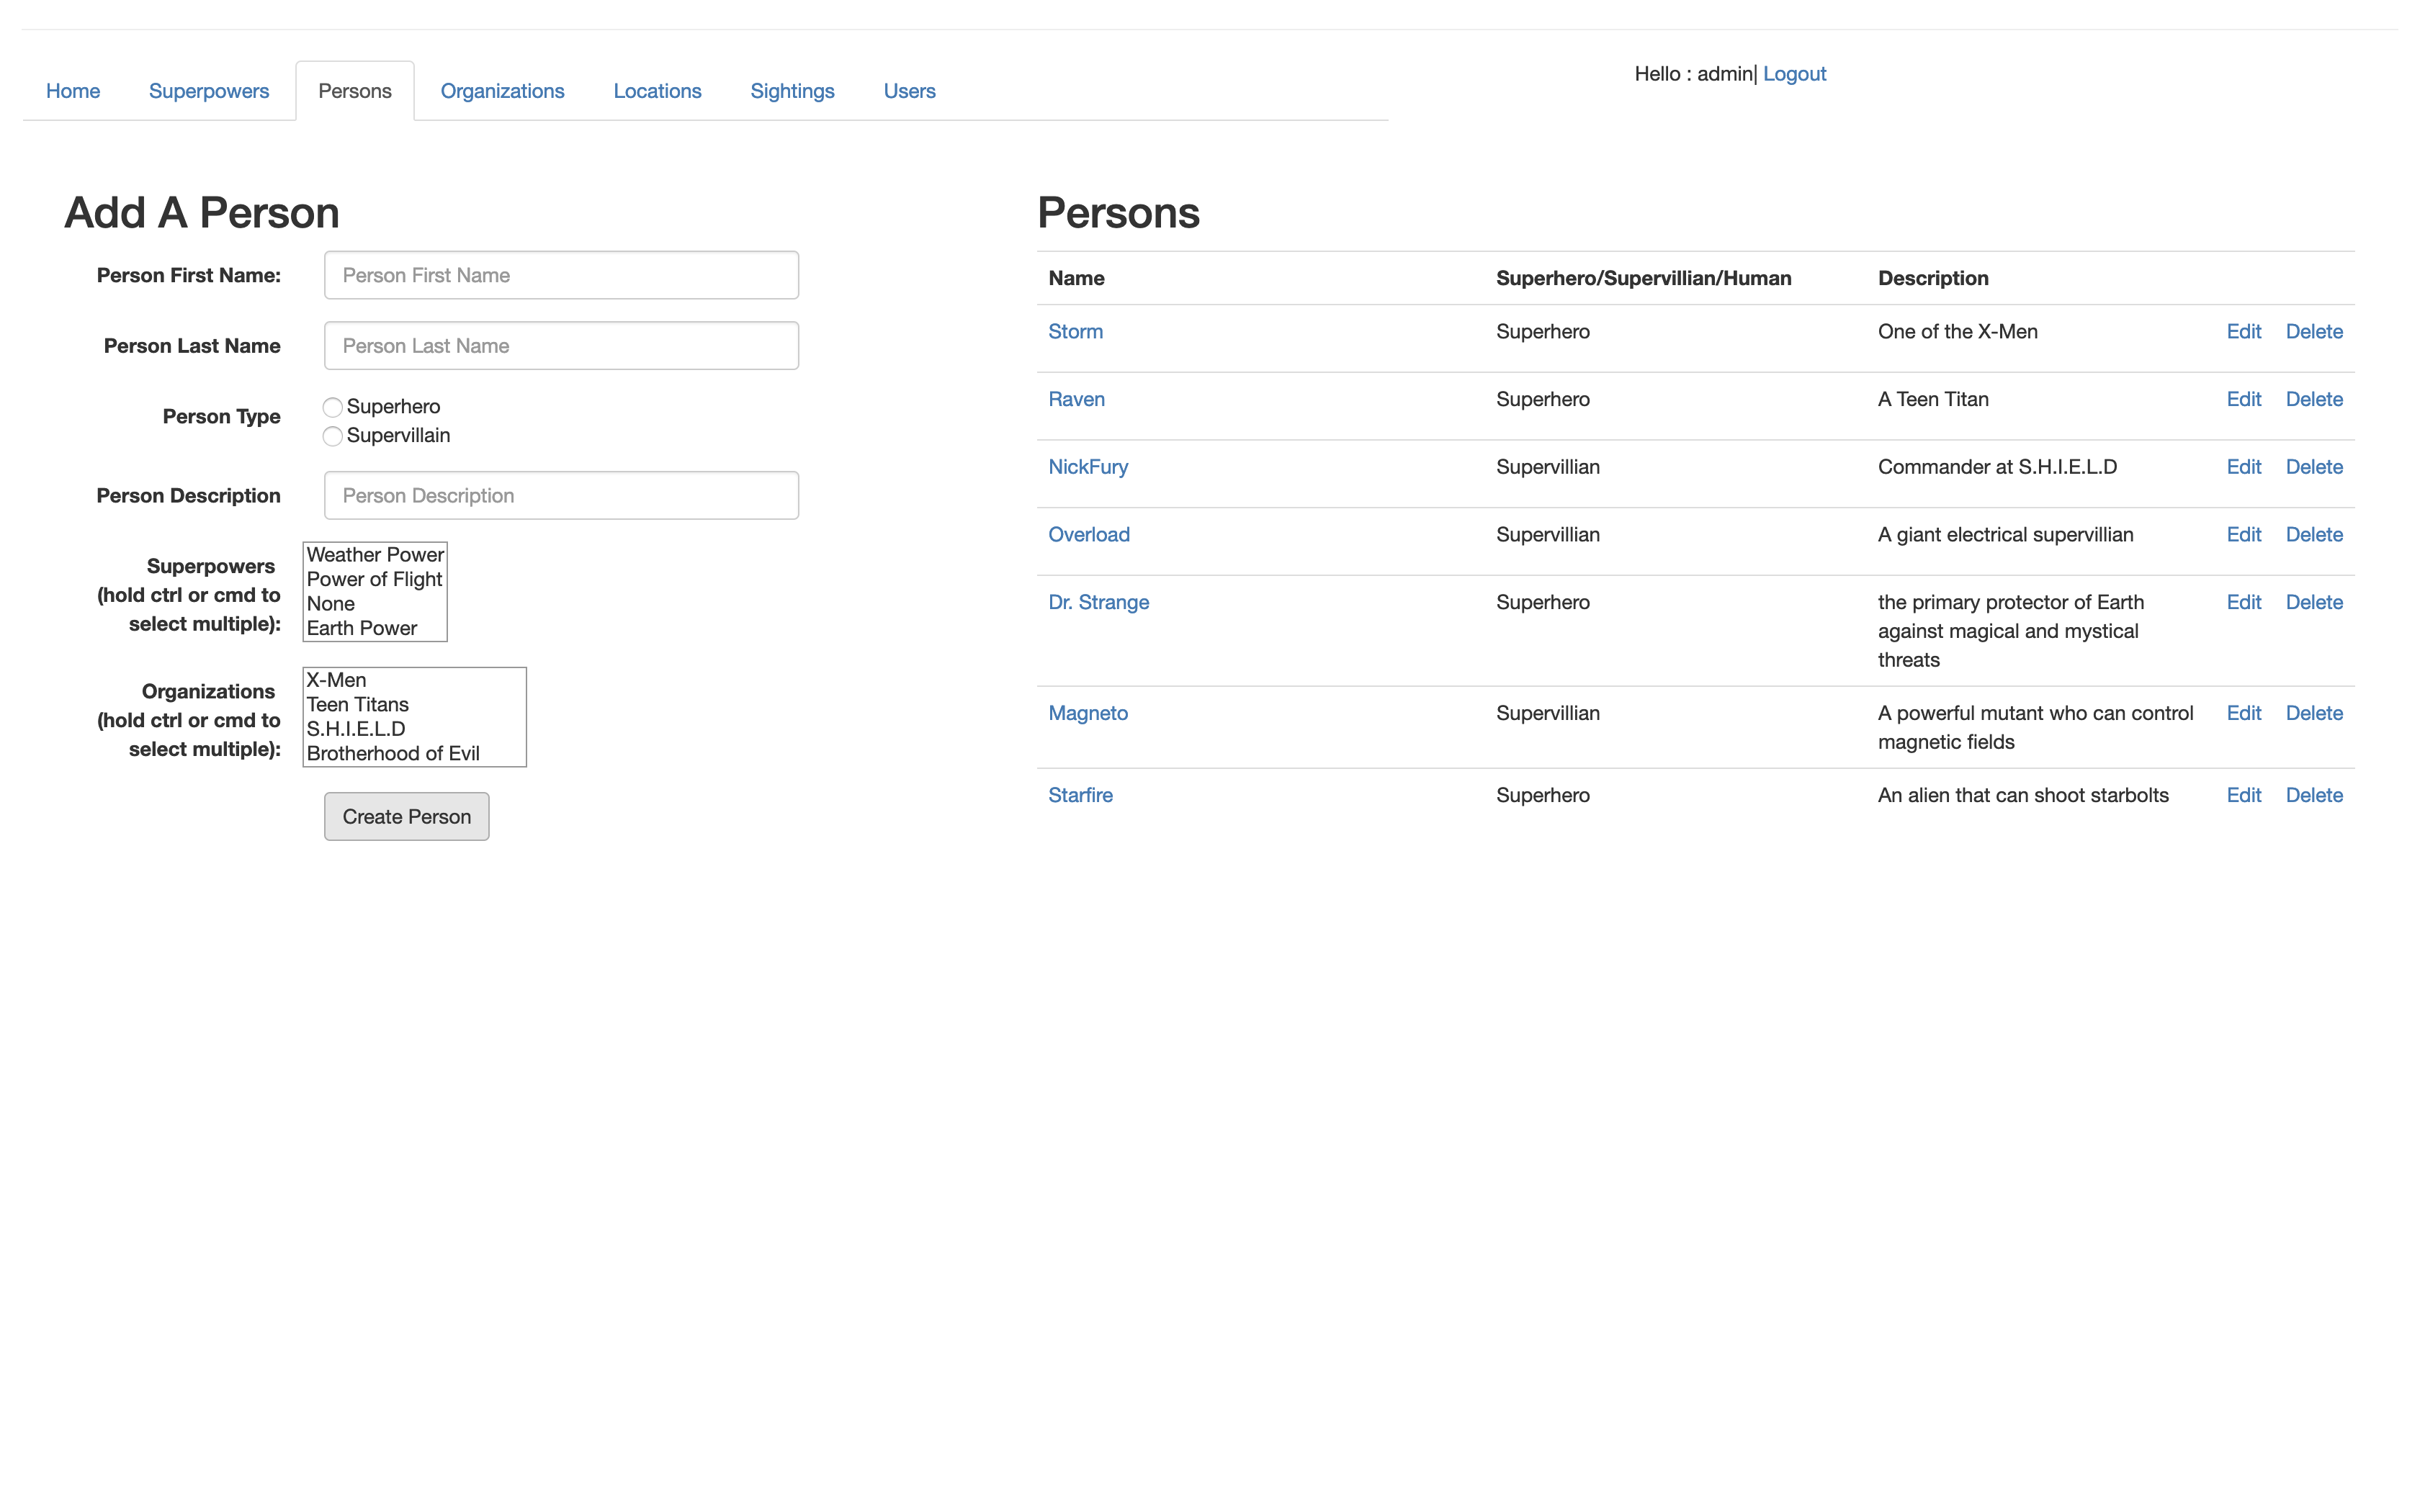 Home Superpowers Persons Organizations Locations Sightings Users
Hello : admin| Logout
Add A Person
Person First Name:
Person First Name
Person Last Name
Person Last Name
Person Type
Superhero
Supervillain
Person Description
Person Description
Superpowers
(hold ctrl or cmd to
select multiple):
Weather Power
Power of Flight
None
Earth Power
Organizations
(hold ctrl or cmd to
select multiple):
X-Men
Teen Titans
S.H.I.E.L.D
Brotherhood of Evil
Create Person
Persons
Name Superhero/Supervillian/Human Description
Storm Superhero One of the X-Men Edit Delete
Raven Superhero A Teen Titan Edit Delete
NickFury Supervillian Commander at S.H.I.E.L.D Edit Delete
Overload Supervillian A giant electrical supervillian Edit Delete
Dr. Strange Superhero the primary protector of Earth Edit Delete
against magical and mystical
threats
Magneto Supervillian A powerful mutant who can control Edit Delete
magnetic fields
Starfire Superhero An alien that can shoot starbolts Edit Delete